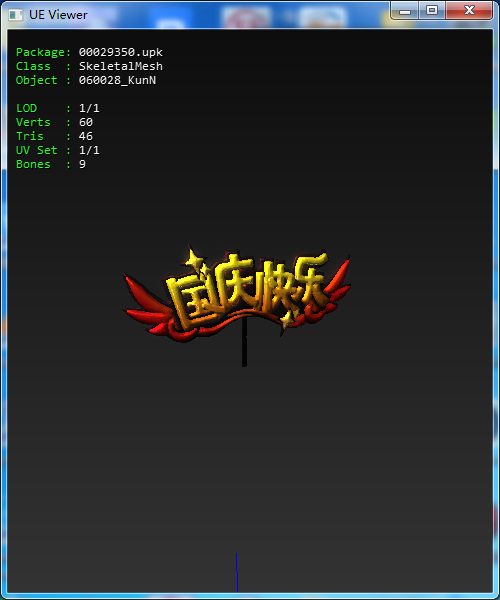 UE Viewer
Package: 00029350.upk
Class : SkeletalMesh
Object : 060028_KunN
LOD : 1/1
Verts : 60
Tris : 46
UV Set : 1/1
Bones : 9
国庆快乐